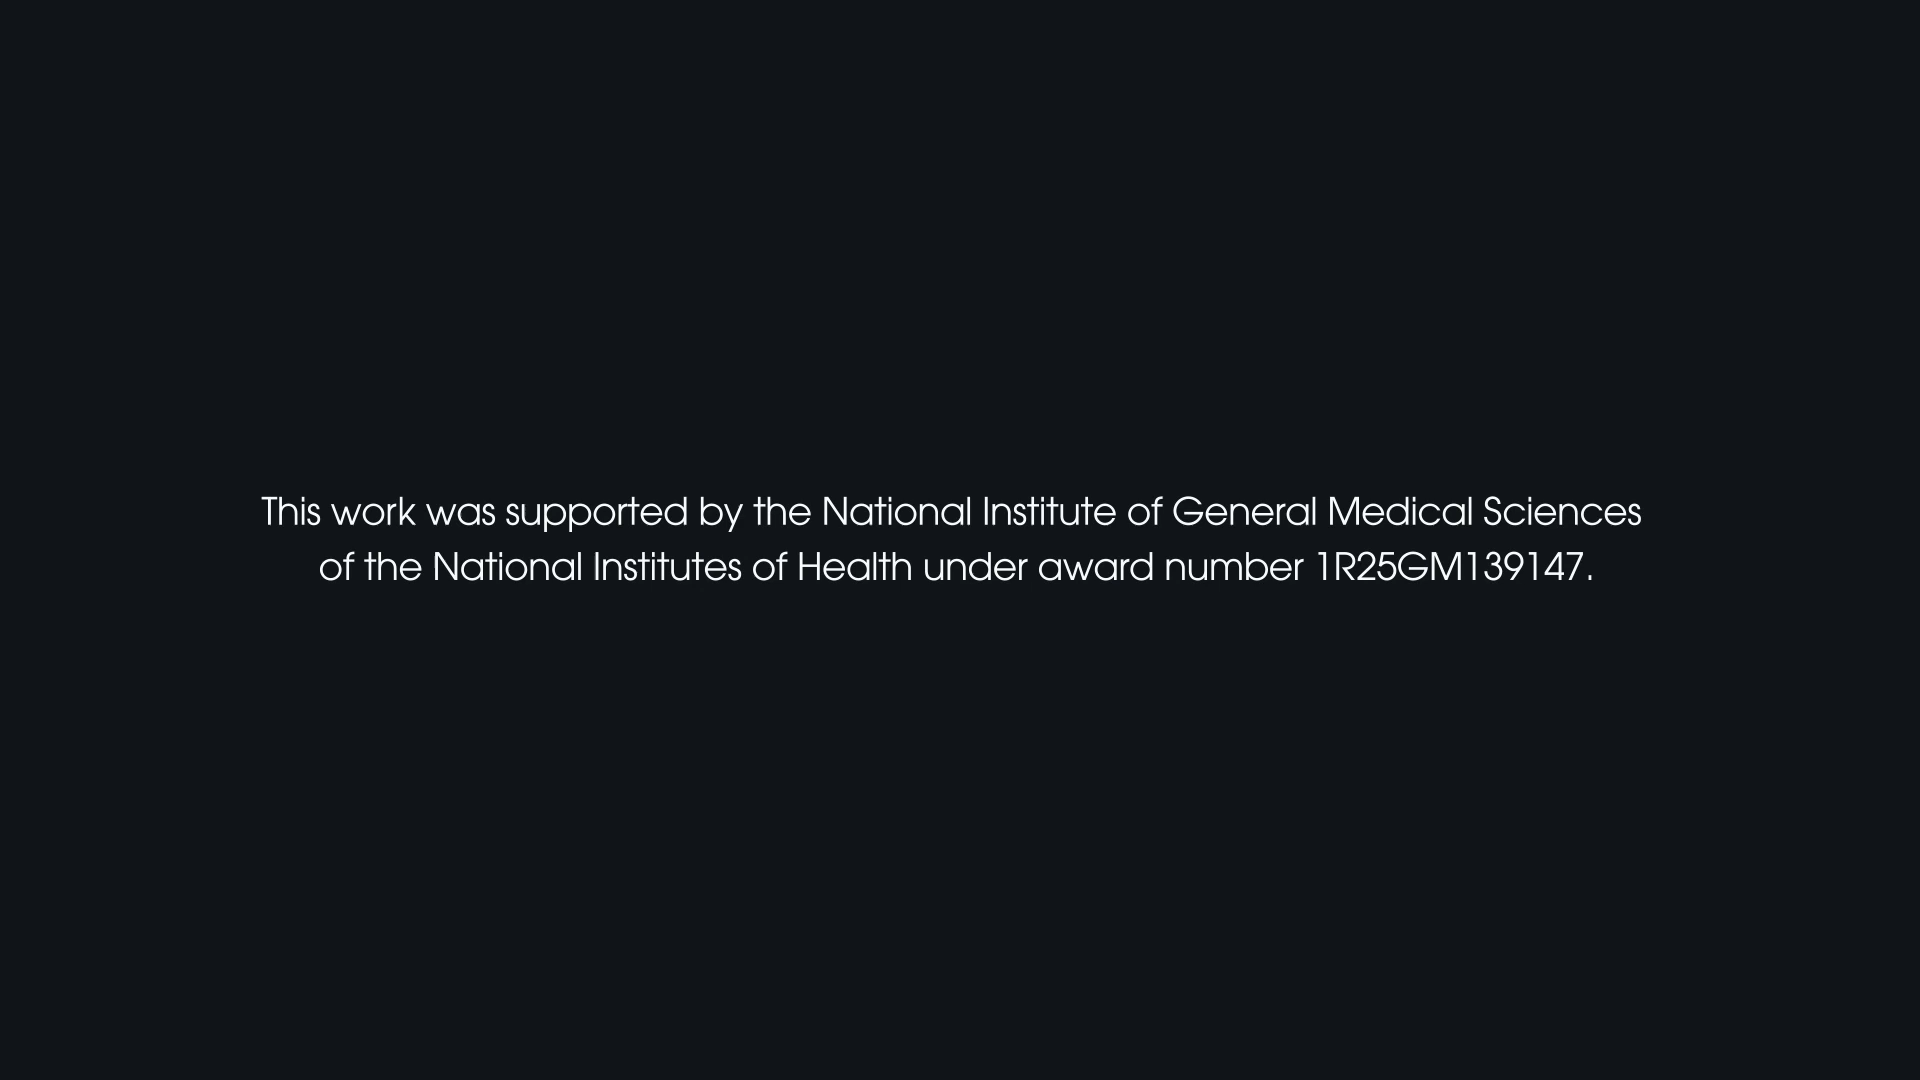 This work was supported by the National Institute of General Medical Sciences
of the National Institutes of Health under award number 1R25GM139147.